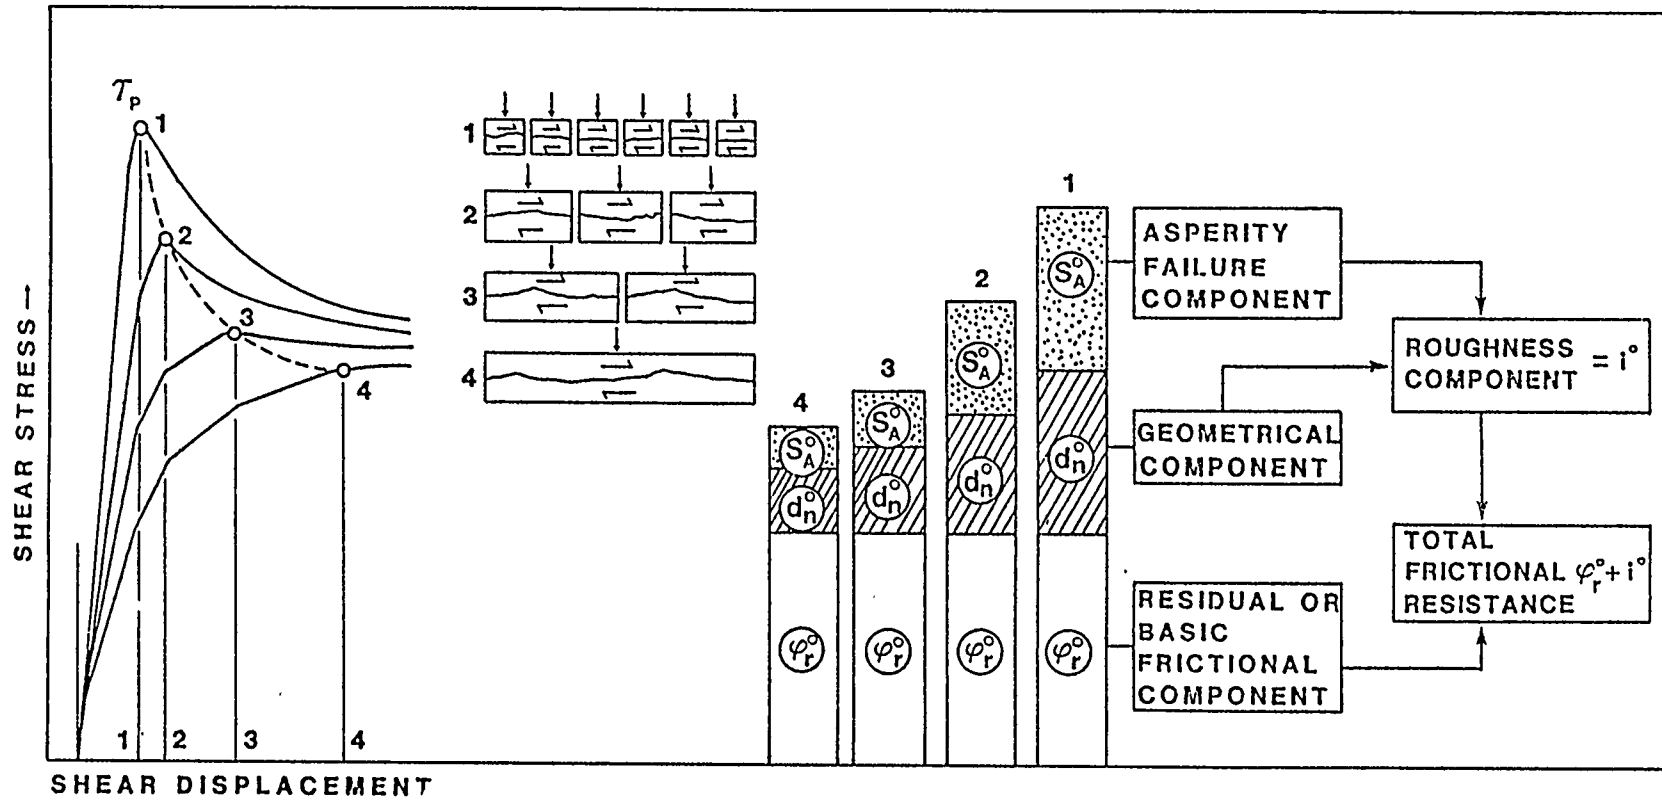 τp
1
2
3
4
SHEAR STRESS →
1
2
3
4
SHEAR DISPLACEMENT
1
2
3
4
4
S°A
d°n
φ°r
3
S°A
d°n
φ°r
2
S°A
d°n
φ°r
1
S°A
d°n
φ°r
ASPERITY
FAILURE
COMPONENT
GEOMETRICAL
COMPONENT
RESIDUAL OR
BASIC
FRICTIONAL
COMPONENT
ROUGHNESS
COMPONENT = i°
TOTAL
FRICTIONAL φ°r + i°
RESISTANCE